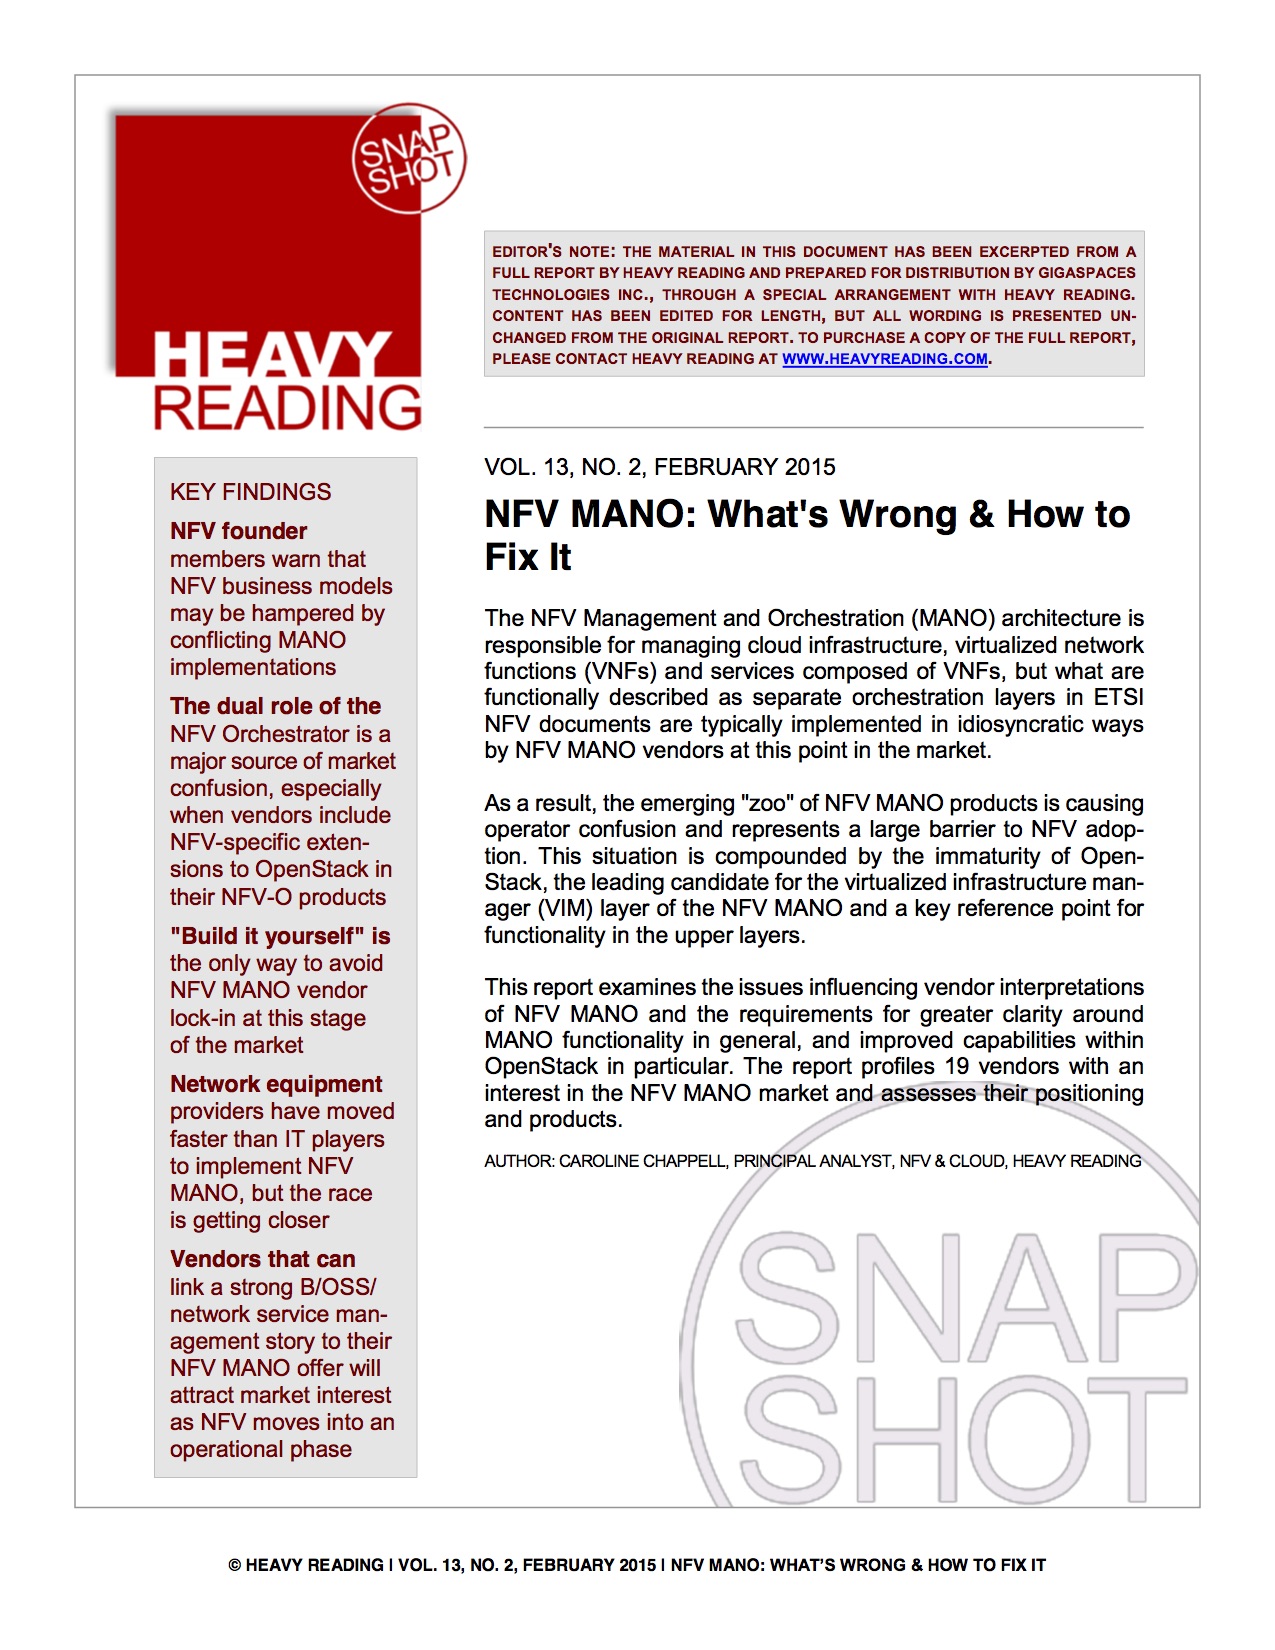 SNAP
SHOT
HEAVY
READING
EDITOR'S NOTE: THE MATERIAL IN THIS DOCUMENT HAS BEEN EXCERPTED FROM A
FULL REPORT BY HEAVY READING AND PREPARED FOR DISTRIBUTION BY GIGASPACES
TECHNOLOGIES INC., THROUGH A SPECIAL ARRANGEMENT WITH HEAVY READING.
CONTENT HAS BEEN EDITED FOR LENGTH, BUT ALL WORDING IS PRESENTED UN-
CHANGED FROM THE ORIGINAL REPORT. TO PURCHASE A COPY OF THE FULL REPORT,
PLEASE CONTACT HEAVY READING AT WWW.HEAVYREADING.COM.
KEY FINDINGS
NFV founder
members warn that
NFV business models
may be hampered by
conflicting MANO
implementations
The dual role of the
NFV Orchestrator is a
major source of market
confusion, especially
when vendors include
NFV-specific exten-
sions to OpenStack in
their NFV-O products
"Build it yourself" is
the only way to avoid
NFV MANO vendor
lock-in at this stage
of the market
Network equipment
providers have moved
faster than IT players
to implement NFV
MANO, but the race
is getting closer
Vendors that can
link a strong B/OSS/
network service man-
agement story to their
NFV MANO offer will
attract market interest
as NFV moves into an
operational phase
VOL. 13, NO. 2, FEBRUARY 2015
NFV MANO: What's Wrong & How to
Fix It
The NFV Management and Orchestration (MANO) architecture is
responsible for managing cloud infrastructure, virtualized network
functions (VNFs) and services composed of VNFs, but what are
functionally described as separate orchestration layers in ETSI
NFV documents are typically implemented in idiosyncratic ways
by NFV MANO vendors at this point in the market.
As a result, the emerging "zoo" of NFV MANO products is causing
operator confusion and represents a large barrier to NFV adop-
tion. This situation is compounded by the immaturity of Open-
Stack, the leading candidate for the virtualized infrastructure man-
ager (VIM) layer of the NFV MANO and a key reference point for
functionality in the upper layers.
This report examines the issues influencing vendor interpretations
of NFV MANO and the requirements for greater clarity around
MANO functionality in general, and improved capabilities within
OpenStack in particular. The report profiles 19 vendors with an
interest in the NFV MANO market and assesses their positioning
and products.
AUTHOR: CAROLINE CHAPPELL, PRINCIPAL ANALYST, NFV & CLOUD, HEAVY READING
SNAP
SHOT
© HEAVY READING | VOL. 13, NO. 2, FEBRUARY 2015 | NFV MANO: WHAT'S WRONG & HOW TO FIX IT